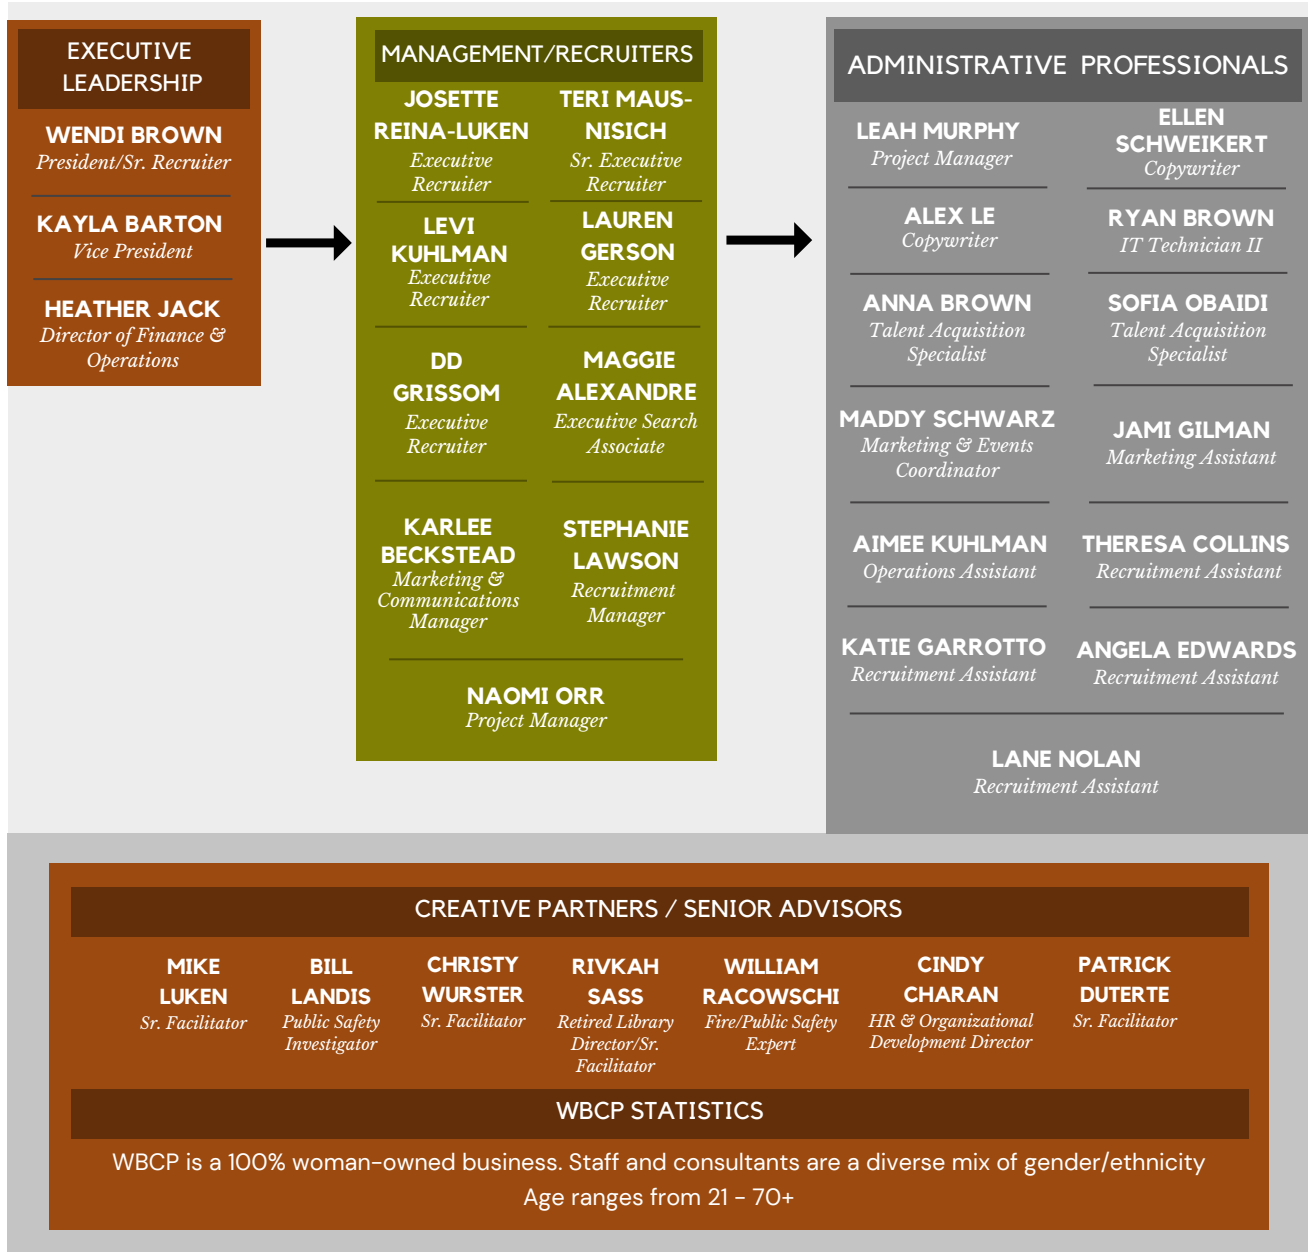 EXECUTIVE
LEADERSHIP
WENDI BROWN
President/Sr. Recruiter
KAYLA BARTON
Vice President
HEATHER JACK
Director of Finance &
Operations
MANAGEMENT/RECRUITERS
JOSETTE
REINA-LUKEN
Executive
Recruiter
TERI MAUS-
NISICH
Sr. Executive
Recruiter
LEVI
KUHLMAN
Executive
Recruiter
LAUREN
GERSON
Executive
Recruiter
DD
GRISSOM
Executive
Recruiter
MAGGIE
ALEXANDRE
Executive Search
Associate
KARLEE
BECKSTEAD
Marketing &
Communications
Manager
STEPHANIE
LAWSON
Recruitment
Manager
NAOMI ORR
Project Manager
ADMINISTRATIVE PROFESSIONALS
LEAH MURPHY
Project Manager
ELLEN
SCHWEIKERT
Copywriter
ALEX LE
Copywriter
RYAN BROWN
IT Technician II
ANNA BROWN
Talent Acquisition
Specialist
SOFIA OBAIDI
Talent Acquisition
Specialist
MADDY SCHWARZ
Marketing & Events
Coordinator
JAMI GILMAN
Marketing Assistant
AIMEE KUHLMAN
Operations Assistant
THERESA COLLINS
Recruitment Assistant
KATIE GARROTTO
Recruitment Assistant
ANGELA EDWARDS
Recruitment Assistant
LANE NOLAN
Recruitment Assistant
CREATIVE PARTNERS / SENIOR ADVISORS
MIKE
LUKEN
Sr. Facilitator
BILL
LANDIS
Public Safety
Investigator
CHRISTY
WURSTER
Sr. Facilitator
RIVKAH
SASS
Retired Library
Director/Sr.
Facilitator
WILLIAM
RACOWSCHI
Fire/Public Safety
Expert
CINDY
CHARAN
HR & Organizational
Development Director
PATRICK
DUTERTE
Sr. Facilitator
WBCP STATISTICS
WBCP is a 100% woman-owned business. Staff and consultants are a diverse mix of gender/ethnicity
Age ranges from 21 - 70+